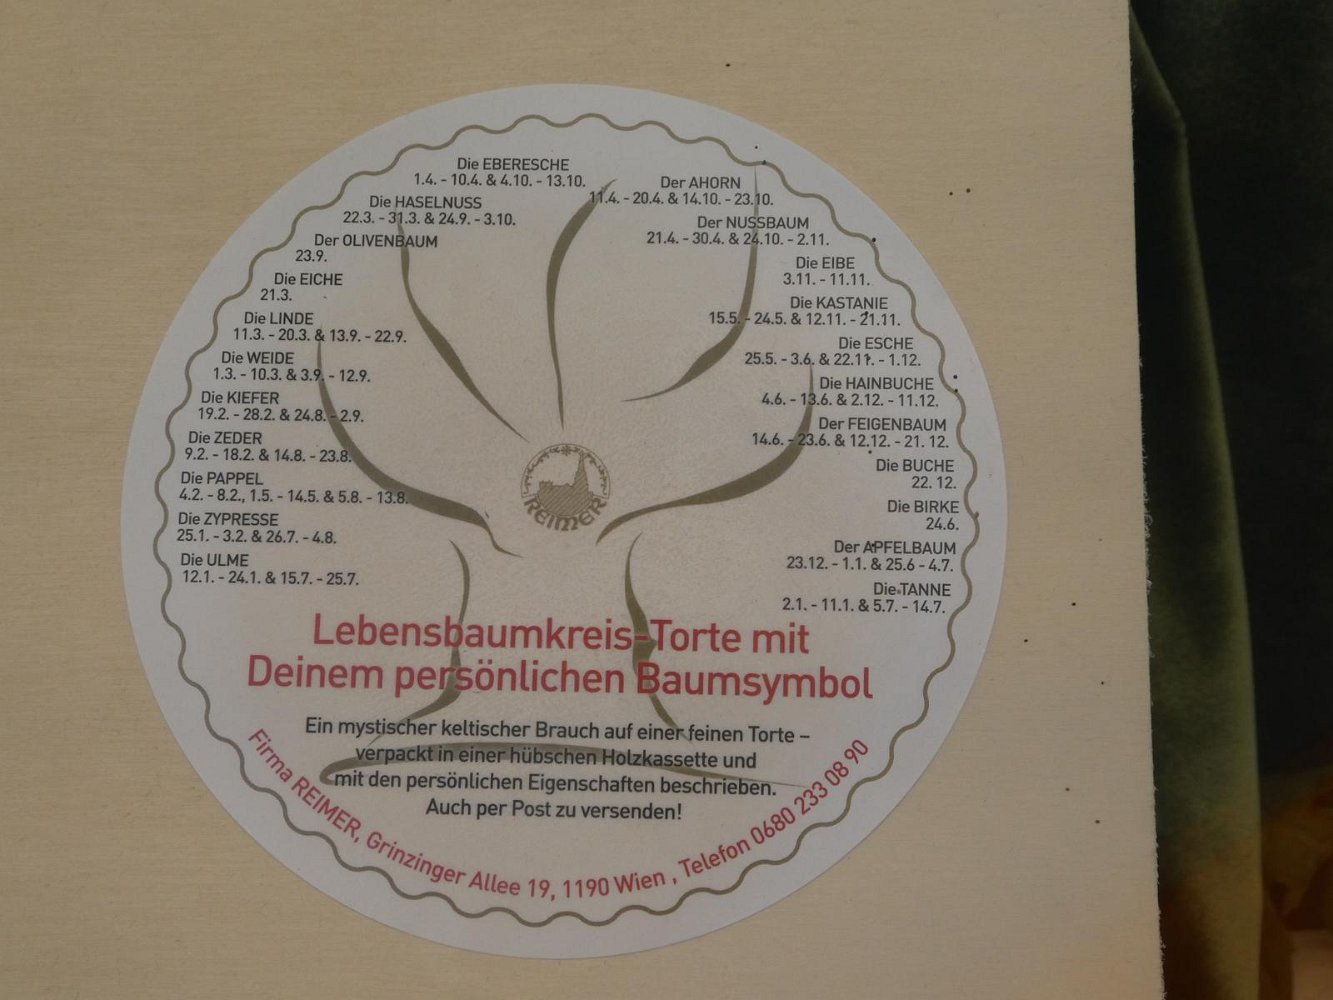 Die EBERESCHE
1.4. - 10.4. & 4.10. - 13.10.
Der AHORN
11.4. - 20.4. & 14.10. - 23.10.
Die HASELNUSS
22.3. - 31.3. & 24.9. - 3.10.
Der NUSSBAUM
21.4. - 30.4. & 24.10. - 2.11.
Der OLIVENBAUM
23.9.
Die EIBE
3.11. - 11.11.
Die EICHE
21.3.
Die KASTANIE
15.5. - 24.5. & 12.11. - 21.11.
Die LINDE
11.3. - 20.3. & 13.9. - 22.9.
Die ESCHE
25.5. - 3.6. & 22.11. - 1.12.
Die WEIDE
1.3. - 10.3. & 3.9. - 12.9.
Die HAINBUCHE
4.6. - 13.6. & 2.12. - 11.12.
Die KIEFER
19.2. - 28.2. & 24.8. - 2.9.
Der FEIGENBAUM
14.6. - 23.6. & 12.12. - 21. 12.
Die ZEDER
9.2. - 18.2. & 14.8. - 23.8.
Die BUCHE
22. 12.
Die PAPPEL
4.2. - 8.2., 1.5. - 14.5. & 5.8. - 13.8.
Die BIRKE
24.6.
Die ZYPRESSE
25.1. - 3.2. & 26.7. - 4.8.
Der APFELBAUM
23.12. - 1.1. & 25.6 - 4.7.
Die ULME
12.1. - 24.1. & 15.7. - 25.7.
Die TANNE
2.1. - 11.1. & 5.7. - 14.7.
REIMER
Lebensbaumkreis-Torte mit
Deinem persönlichen Baumsymbol
Ein mystischer keltischer Brauch auf einer feinen Torte –
verpackt in einer hübschen Holzkassette und
mit den persönlichen Eigenschaften beschrieben.
Auch per Post zu versenden!
Firma REIMER, Grinzinger Allee 19, 1190 Wien , Telefon 0680 233 08 90